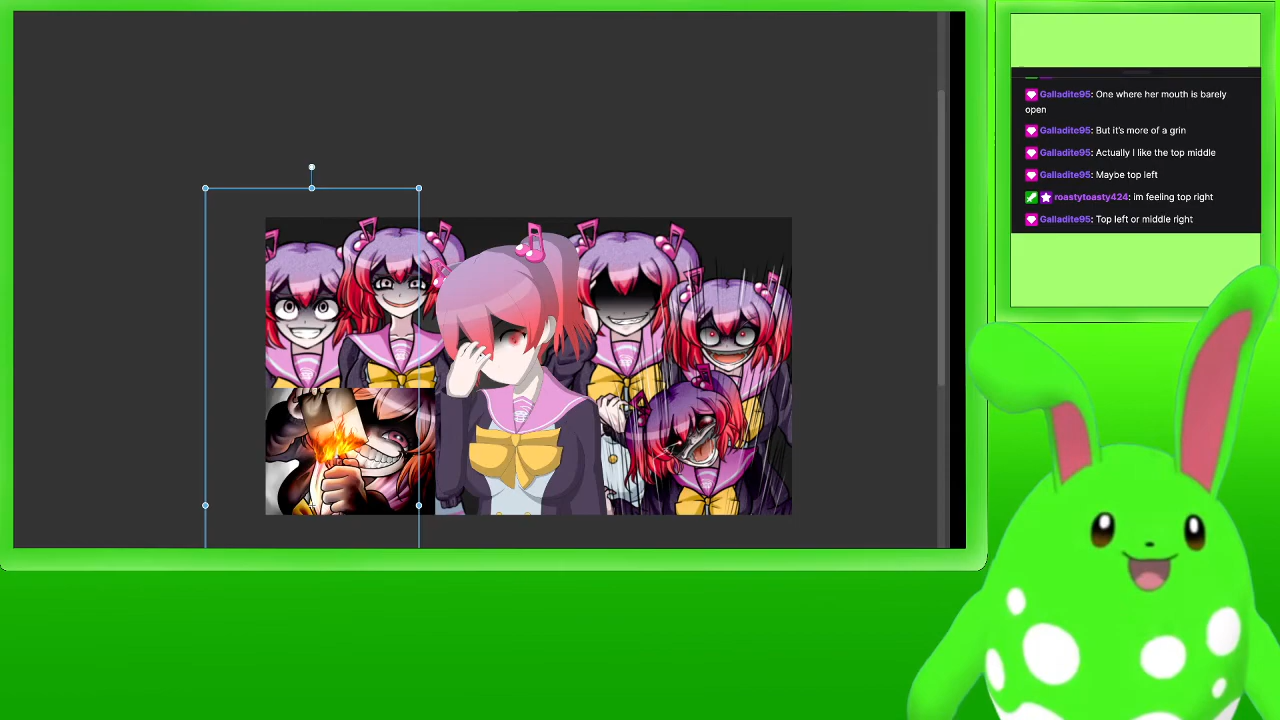 Galladite95: One where her mouth is barely
open
Galladite95: But it's more of a grin
Galladite95: Actually I like the top middle
Galladite95: Maybe top left
roastytoasty424: im feeling top right
Galladite95: Top left or middle right